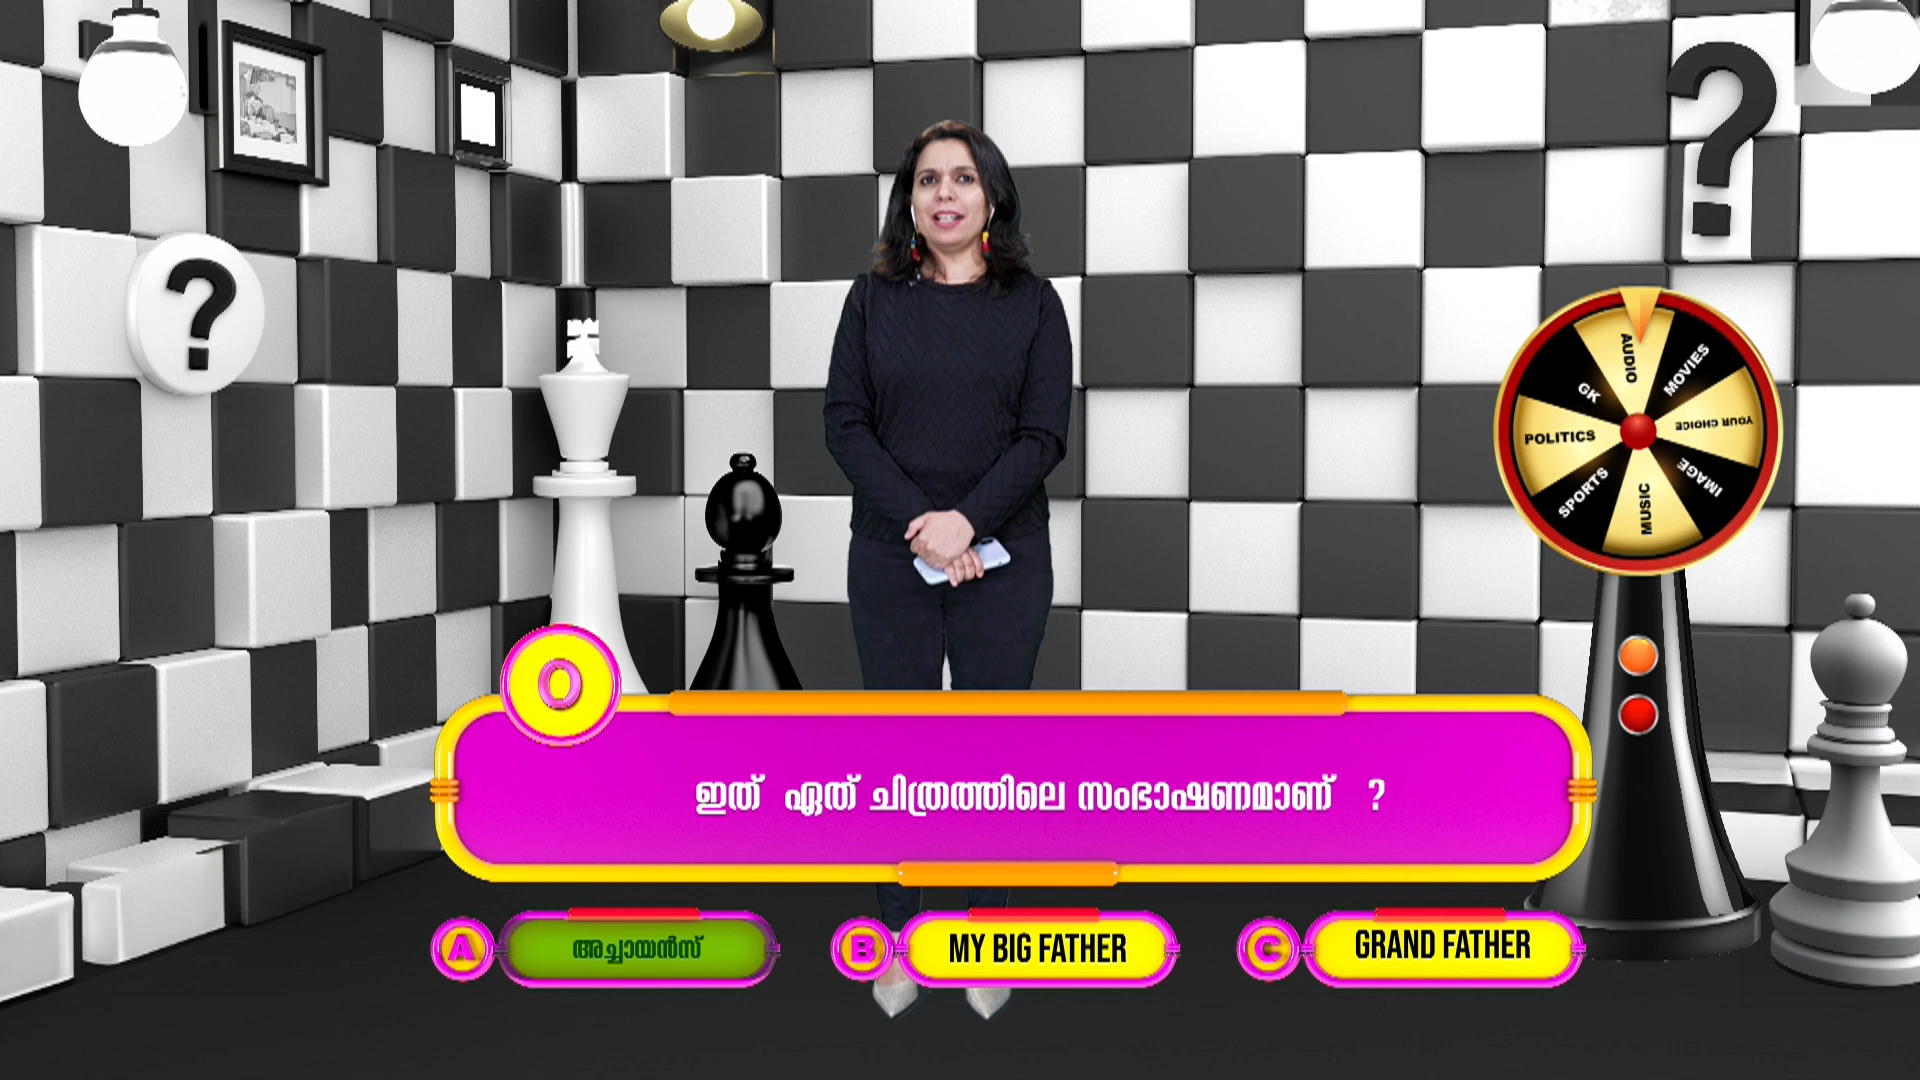 ?
?
AUDIO
MOVIES
YOUR CHOICE
IMAGE
MUSIC
SPORTS
POLITICS
GK
O
ഇത് ഏത് ചിത്രത്തിലെ സംഭാഷണമാണ് ?
A അച്ചായൻസ്
B MY BIG FATHER
C GRAND FATHER